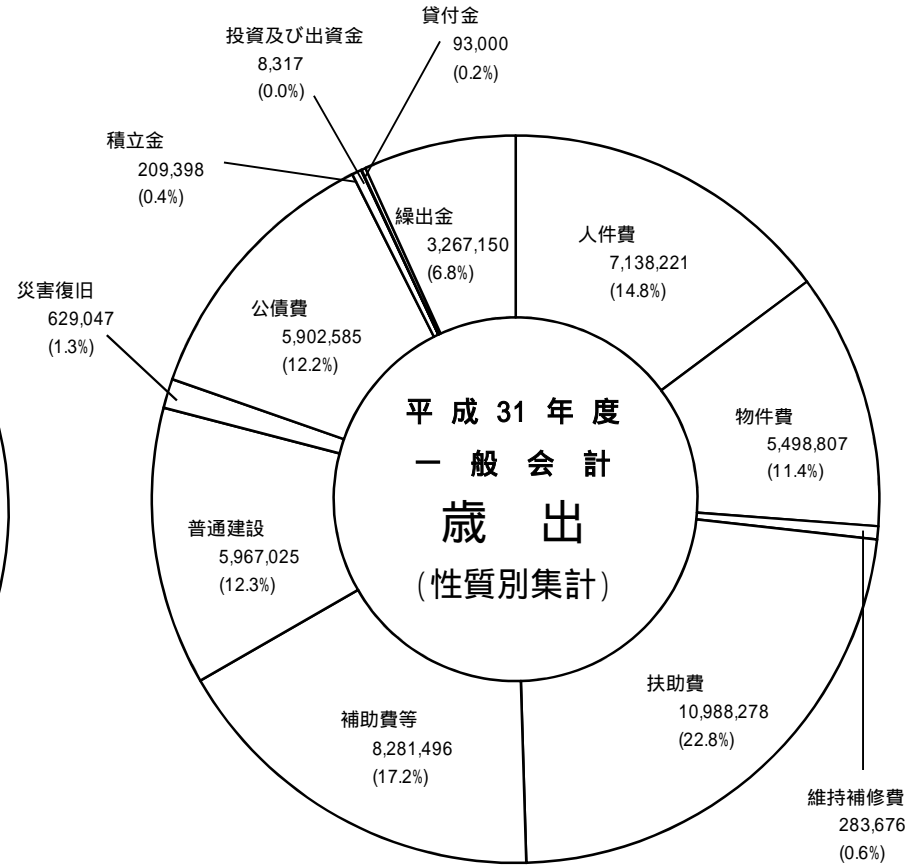 貸付金
93,000
(0.2%)
投資及び出資金
8,317
(0.0%)
積立金
209,398
(0.4%)
繰出金
3,267,150
(6.8%)
人件費
7,138,221
(14.8%)
災害復旧
629,047
(1.3%)
公債費
5,902,585
(12.2%)
物件費
5,498,807
(11.4%)
平成 31 年度
一般会計
歳出
(性質別集計)
普通建設
5,967,025
(12.3%)
扶助費
10,988,278
(22.8%)
補助費等
8,281,496
(17.2%)
維持補修費
283,676
(0.6%)